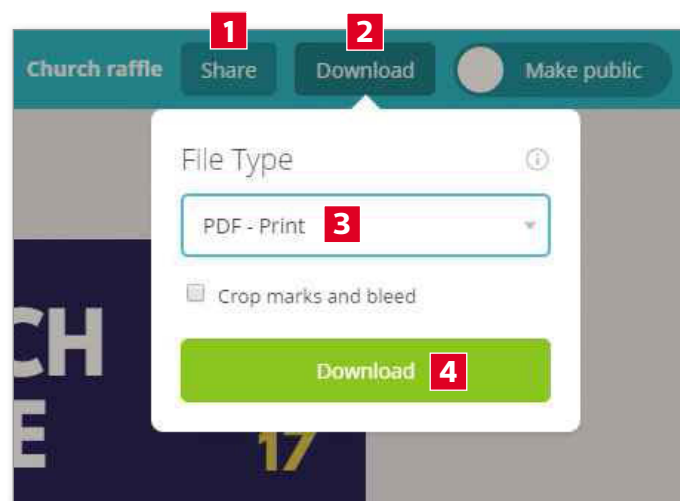 1 2
Church raffle Share Download Make public
File Type
PDF - Print 3
Crop marks and bleed
Download 4
CH
E
17